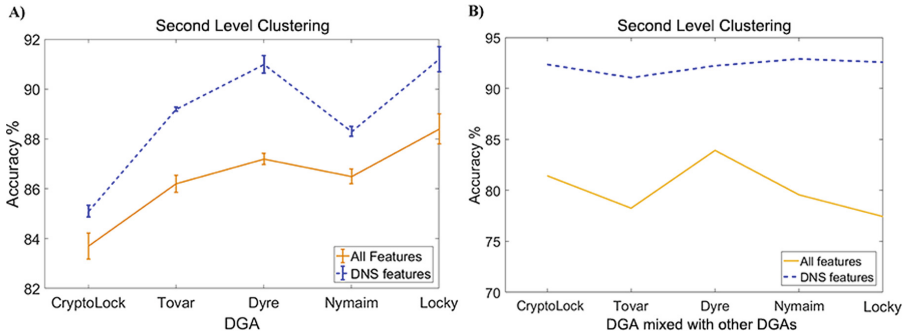 A)
Second Level Clustering
Accuracy %
92
90
88
86
84
82
All Features
DNS features
CryptoLock Tovar Dyre Nymaim Locky
DGA
B)
Second Level Clustering
Accuracy %
95
90
85
80
75
70
All features
DNS features
CryptoLock Tovar Dyre Nymaim Locky
DGA mixed with other DGAs